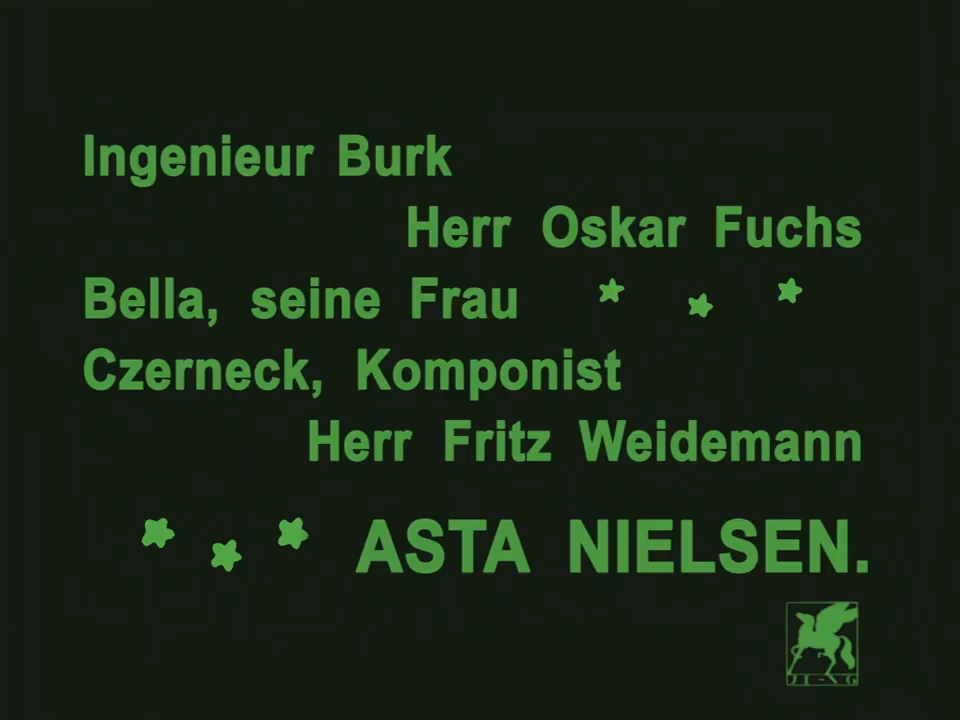 Ingenieur Burk
Herr Oskar Fuchs
Bella, seine Frau
Czerneck, Komponist
Herr Fritz Weidemann
ASTA NIELSEN.